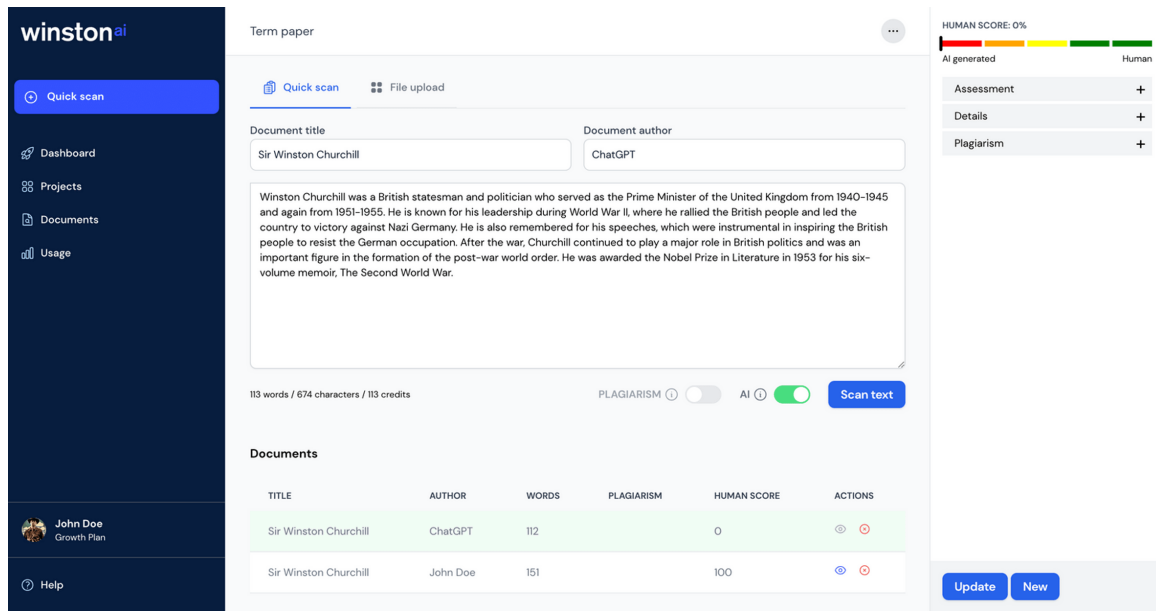 winston ai
Quick scan
Dashboard
Projects
Documents
Usage
John Doe
Growth Plan
Help
Term paper
Quick scan File upload
Document title Document author
Sir Winston Churchill ChatGPT
Winston Churchill was a British statesman and politician who served as the Prime Minister of the United Kingdom from 1940-1945
and again from 1951-1955. He is known for his leadership during World War II, where he rallied the British people and led the
country to victory against Nazi Germany. He is also remembered for his speeches, which were instrumental in inspiring the British
people to resist the German occupation. After the war, Churchill continued to play a major role in British politics and was an
important figure in the formation of the post-war world order. He was awarded the Nobel Prize in Literature in 1953 for his six-
volume memoir, The Second World War.
113 words / 674 characters / 113 credits PLAGIARISM AI Scan text
Documents
TITLE AUTHOR WORDS PLAGIARISM HUMAN SCORE ACTIONS
Sir Winston Churchill ChatGPT 112 0
Sir Winston Churchill John Doe 151 100
HUMAN SCORE: 0%
AI generated Human
Assessment +
Details +
Plagiarism +
Update New